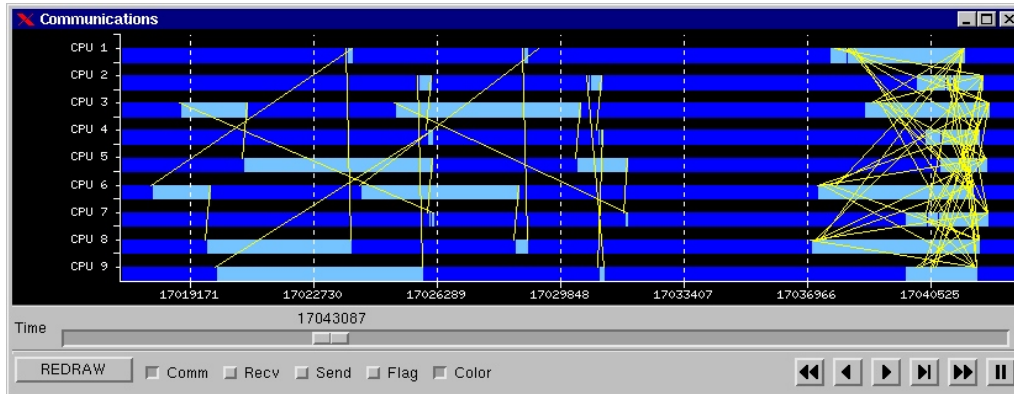 Communications
CPU 1
CPU 2
CPU 3
CPU 4
CPU 5
CPU 6
CPU 7
CPU 8
CPU 9
17019171 17022730 17026289 17029848 17033407 17036966 17040525
17043087
Time
REDRAW Comm Recv Send Flag Color